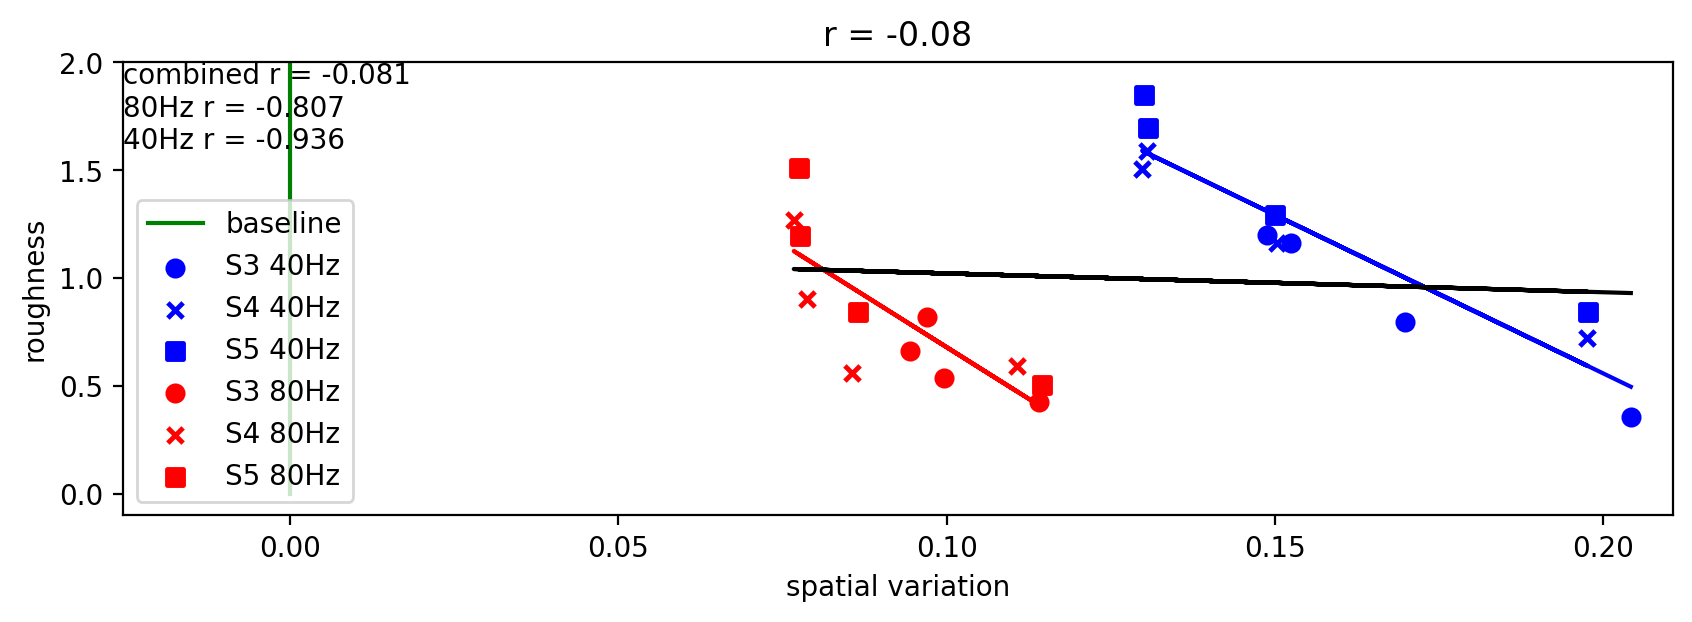 r = -0.08
combined r = -0.081
80Hz r = -0.807
40Hz r = -0.936
baseline
S3 40Hz
S4 40Hz
S5 40Hz
S3 80Hz
S4 80Hz
S5 80Hz
roughness
2.0
1.5
1.0
0.5
0.0
0.00 0.05 0.10 0.15 0.20
spatial variation